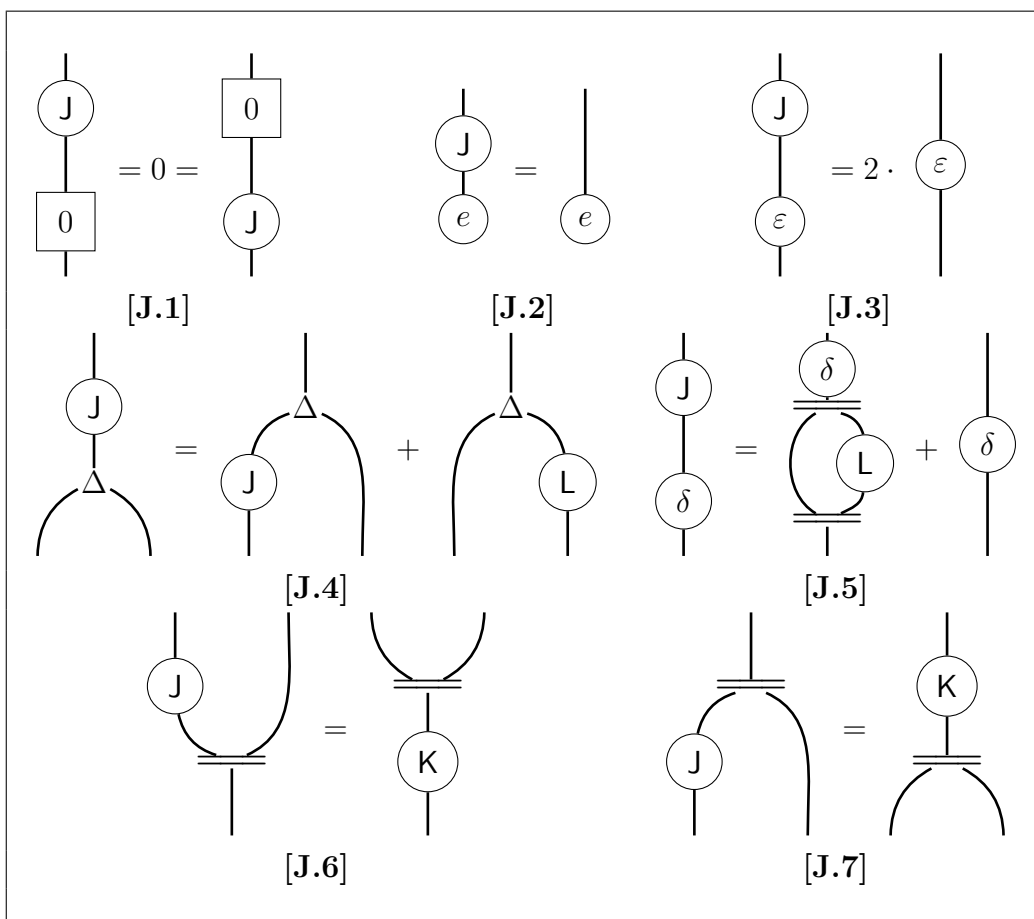 J 0 = 0 = 0 J
J e = e
J ε = 2 · ε
[J.1] [J.2] [J.3]
J Δ = Δ J + Δ L
J δ = δ L + δ
[J.4] [J.5]
J = K
J = K
[J.6] [J.7]